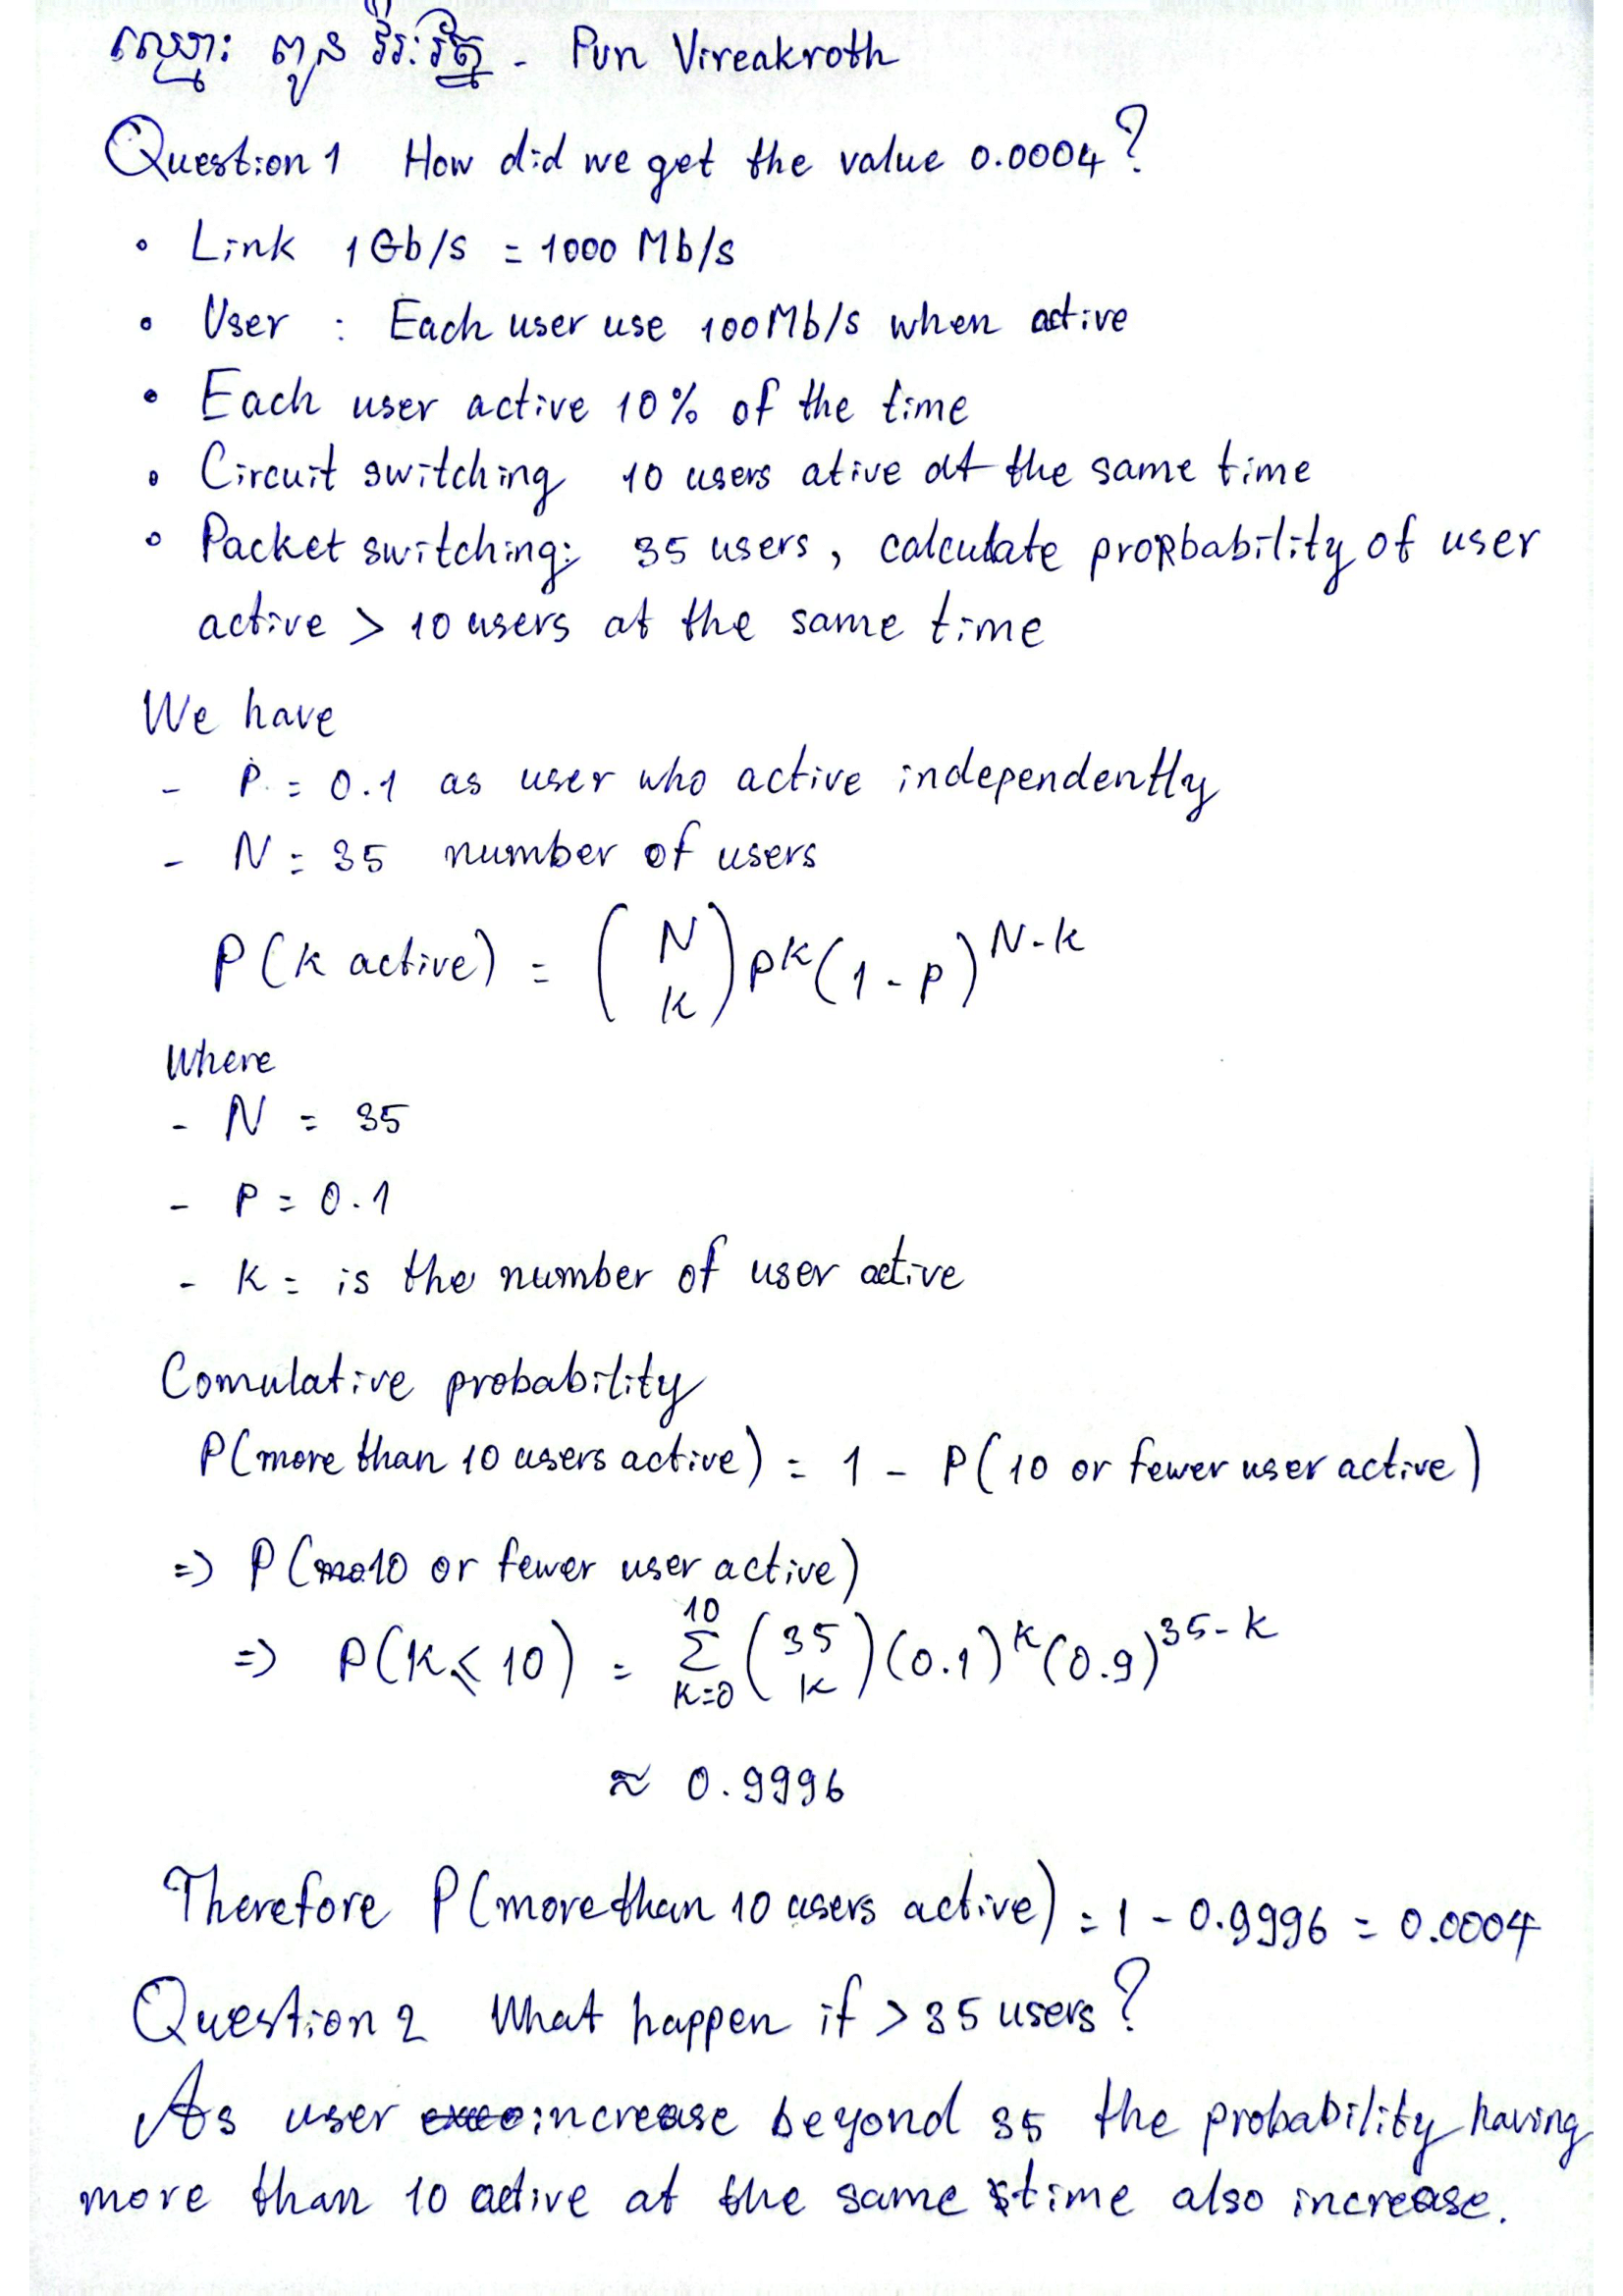 ឈ្មោះ ពួន វីរៈរ័ត្ន - Pun Vireakroth
Question 1 How did we get the value 0.0004?
• Link 1Gb/s = 1000 Mb/s
• User : Each user use 100Mb/s when active
• Each user active 10% of the time
• Circuit switching 10 users ative at the same time
• Packet switching: 35 users, calculate propbability of user
active > 10 users at the same time
We have
- P = 0.1 as user who active independently
- N = 35 number of users
P(k active) = (N k) p^k (1-p)^N-k
Where
- N = 35
- P = 0.1
- K = is the number of user active
Comulative probability
P(more than 10 users active) = 1 - P(10 or fewer user active)
=> P(10 or fewer user active)
=> P(K ≤ 10) = Σ k=0 10 (35 k) (0.1)^k (0.9)^35-k
≈ 0.9996
Therefore P(more than 10 users active) = 1 - 0.9996 = 0.0004
Question 2 What happen if > 35 users?
As user increase beyond 35 the probability having
more than 10 active at the same time also increase.